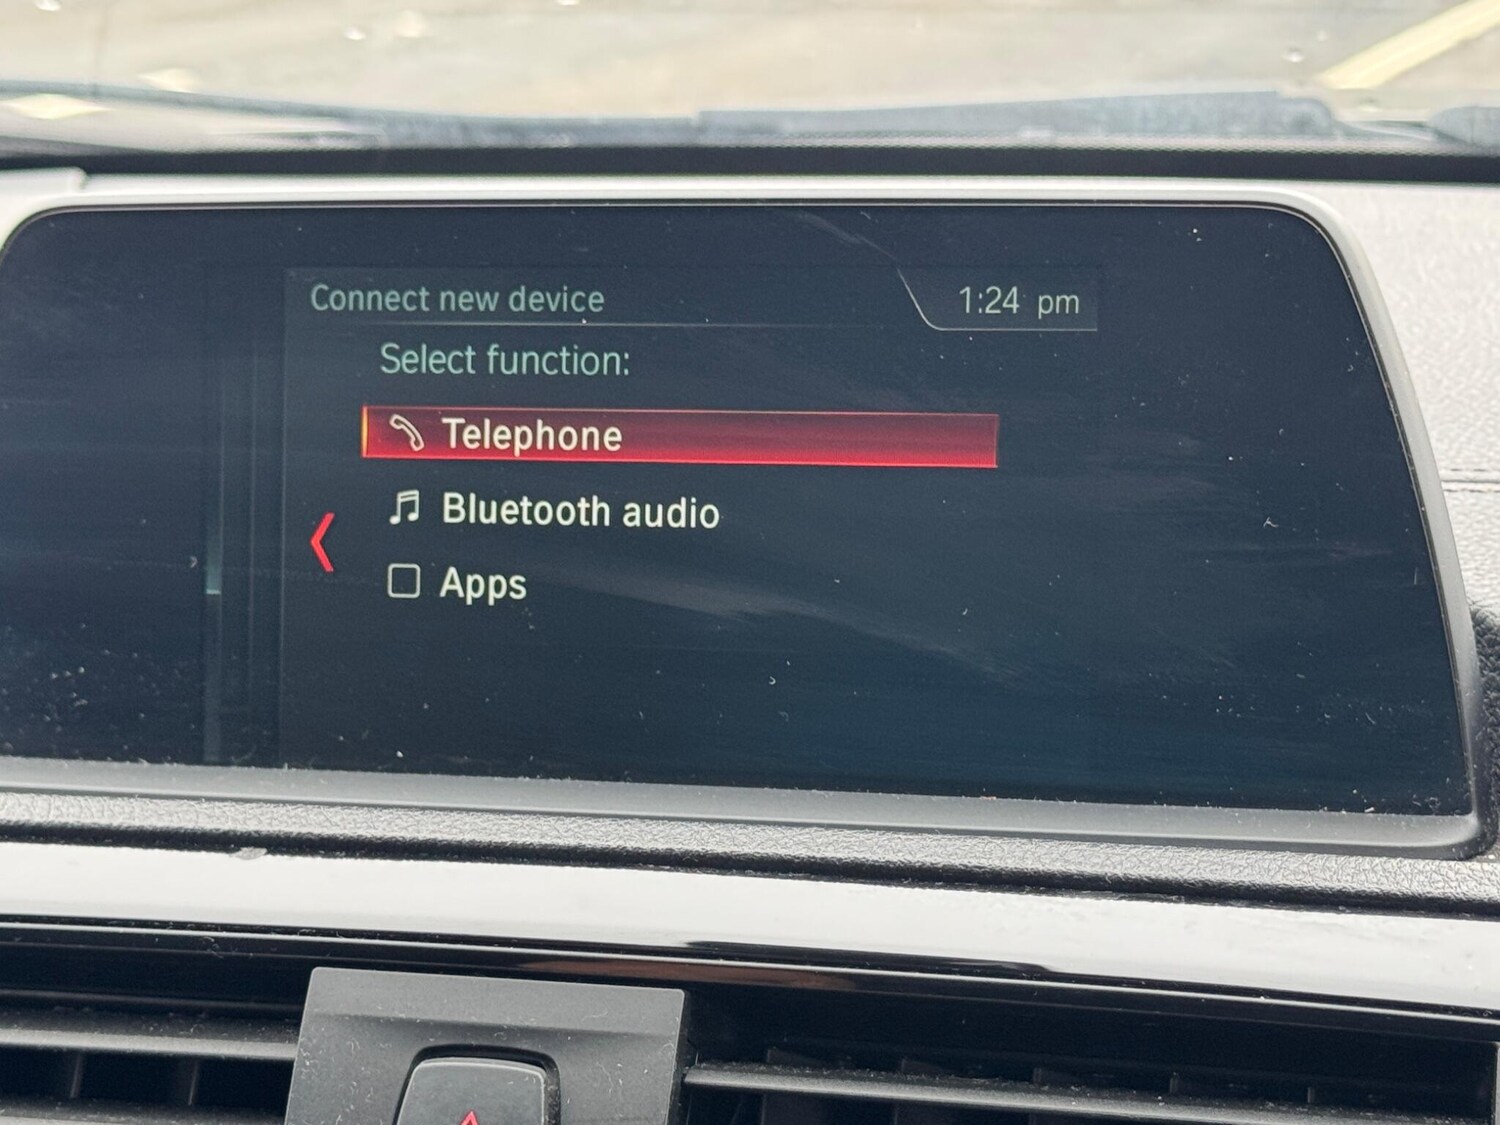 Connect new device
1:24 pm
Select function:
Telephone
Bluetooth audio
Apps